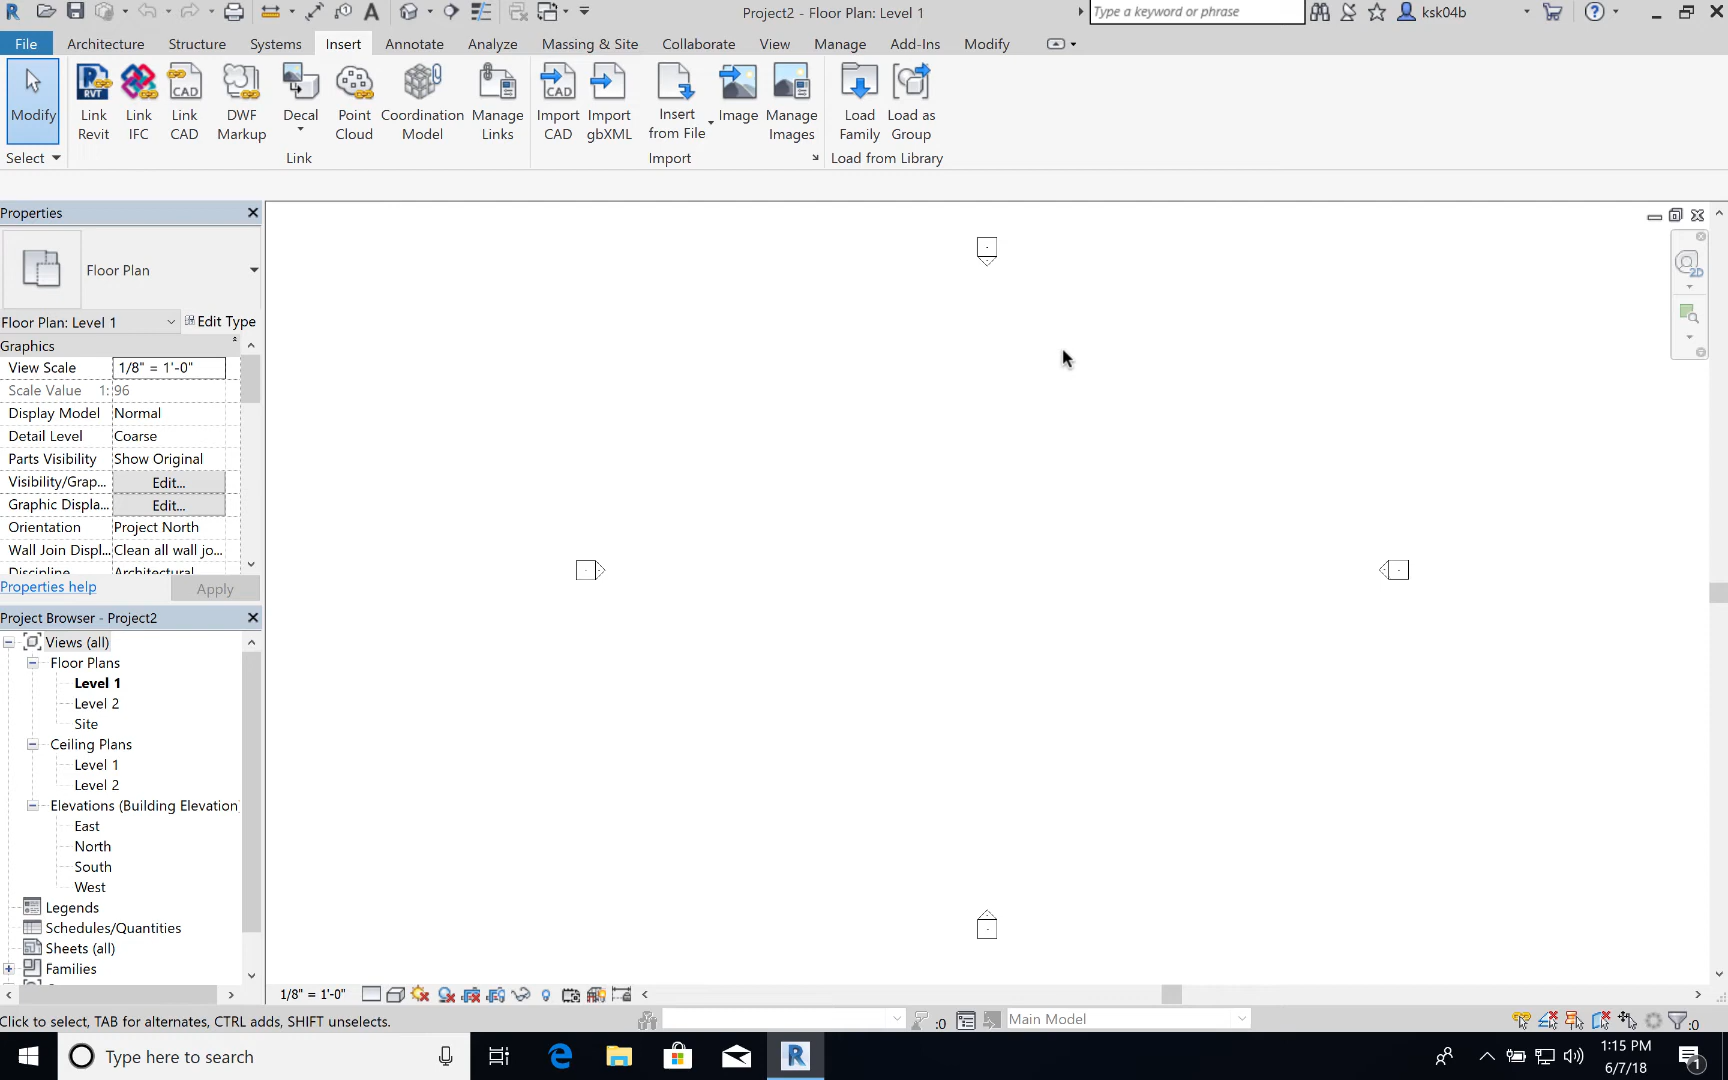 Project2 - Floor Plan: Level 1
Type a keyword or phrase
ksk04b
File Architecture Structure Systems Insert Annotate Analyze Massing & Site Collaborate View Manage Add-Ins Modify
Modify
Link Revit
Link IFC
Link CAD
DWF Markup
Decal
Point Cloud
Coordination Model
Manage Links
Import CAD
Import gbXML
Insert from File
Image
Manage Images
Load Family
Load as Group
Select
Link
Import
Load from Library
Properties
Floor Plan
Floor Plan: Level 1
Edit Type
Graphics
View Scale 1/8" = 1'-0"
Scale Value 1: 96
Display Model Normal
Detail Level Coarse
Parts Visibility Show Original
Visibility/Grap... Edit...
Graphic Displa... Edit...
Orientation Project North
Wall Join Displ... Clean all wall jo...
Discipline Architectural
Properties help
Apply
Project Browser - Project2
Views (all)
Floor Plans
Level 1
Level 2
Site
Ceiling Plans
Level 1
Level 2
Elevations (Building Elevation)
East
North
South
West
Legends
Schedules/Quantities
Sheets (all)
Families
1/8" = 1'-0"
Click to select, TAB for alternates, CTRL adds, SHIFT unselects.
:0
Main Model
:0
Type here to search
1:15 PM
6/7/18
1